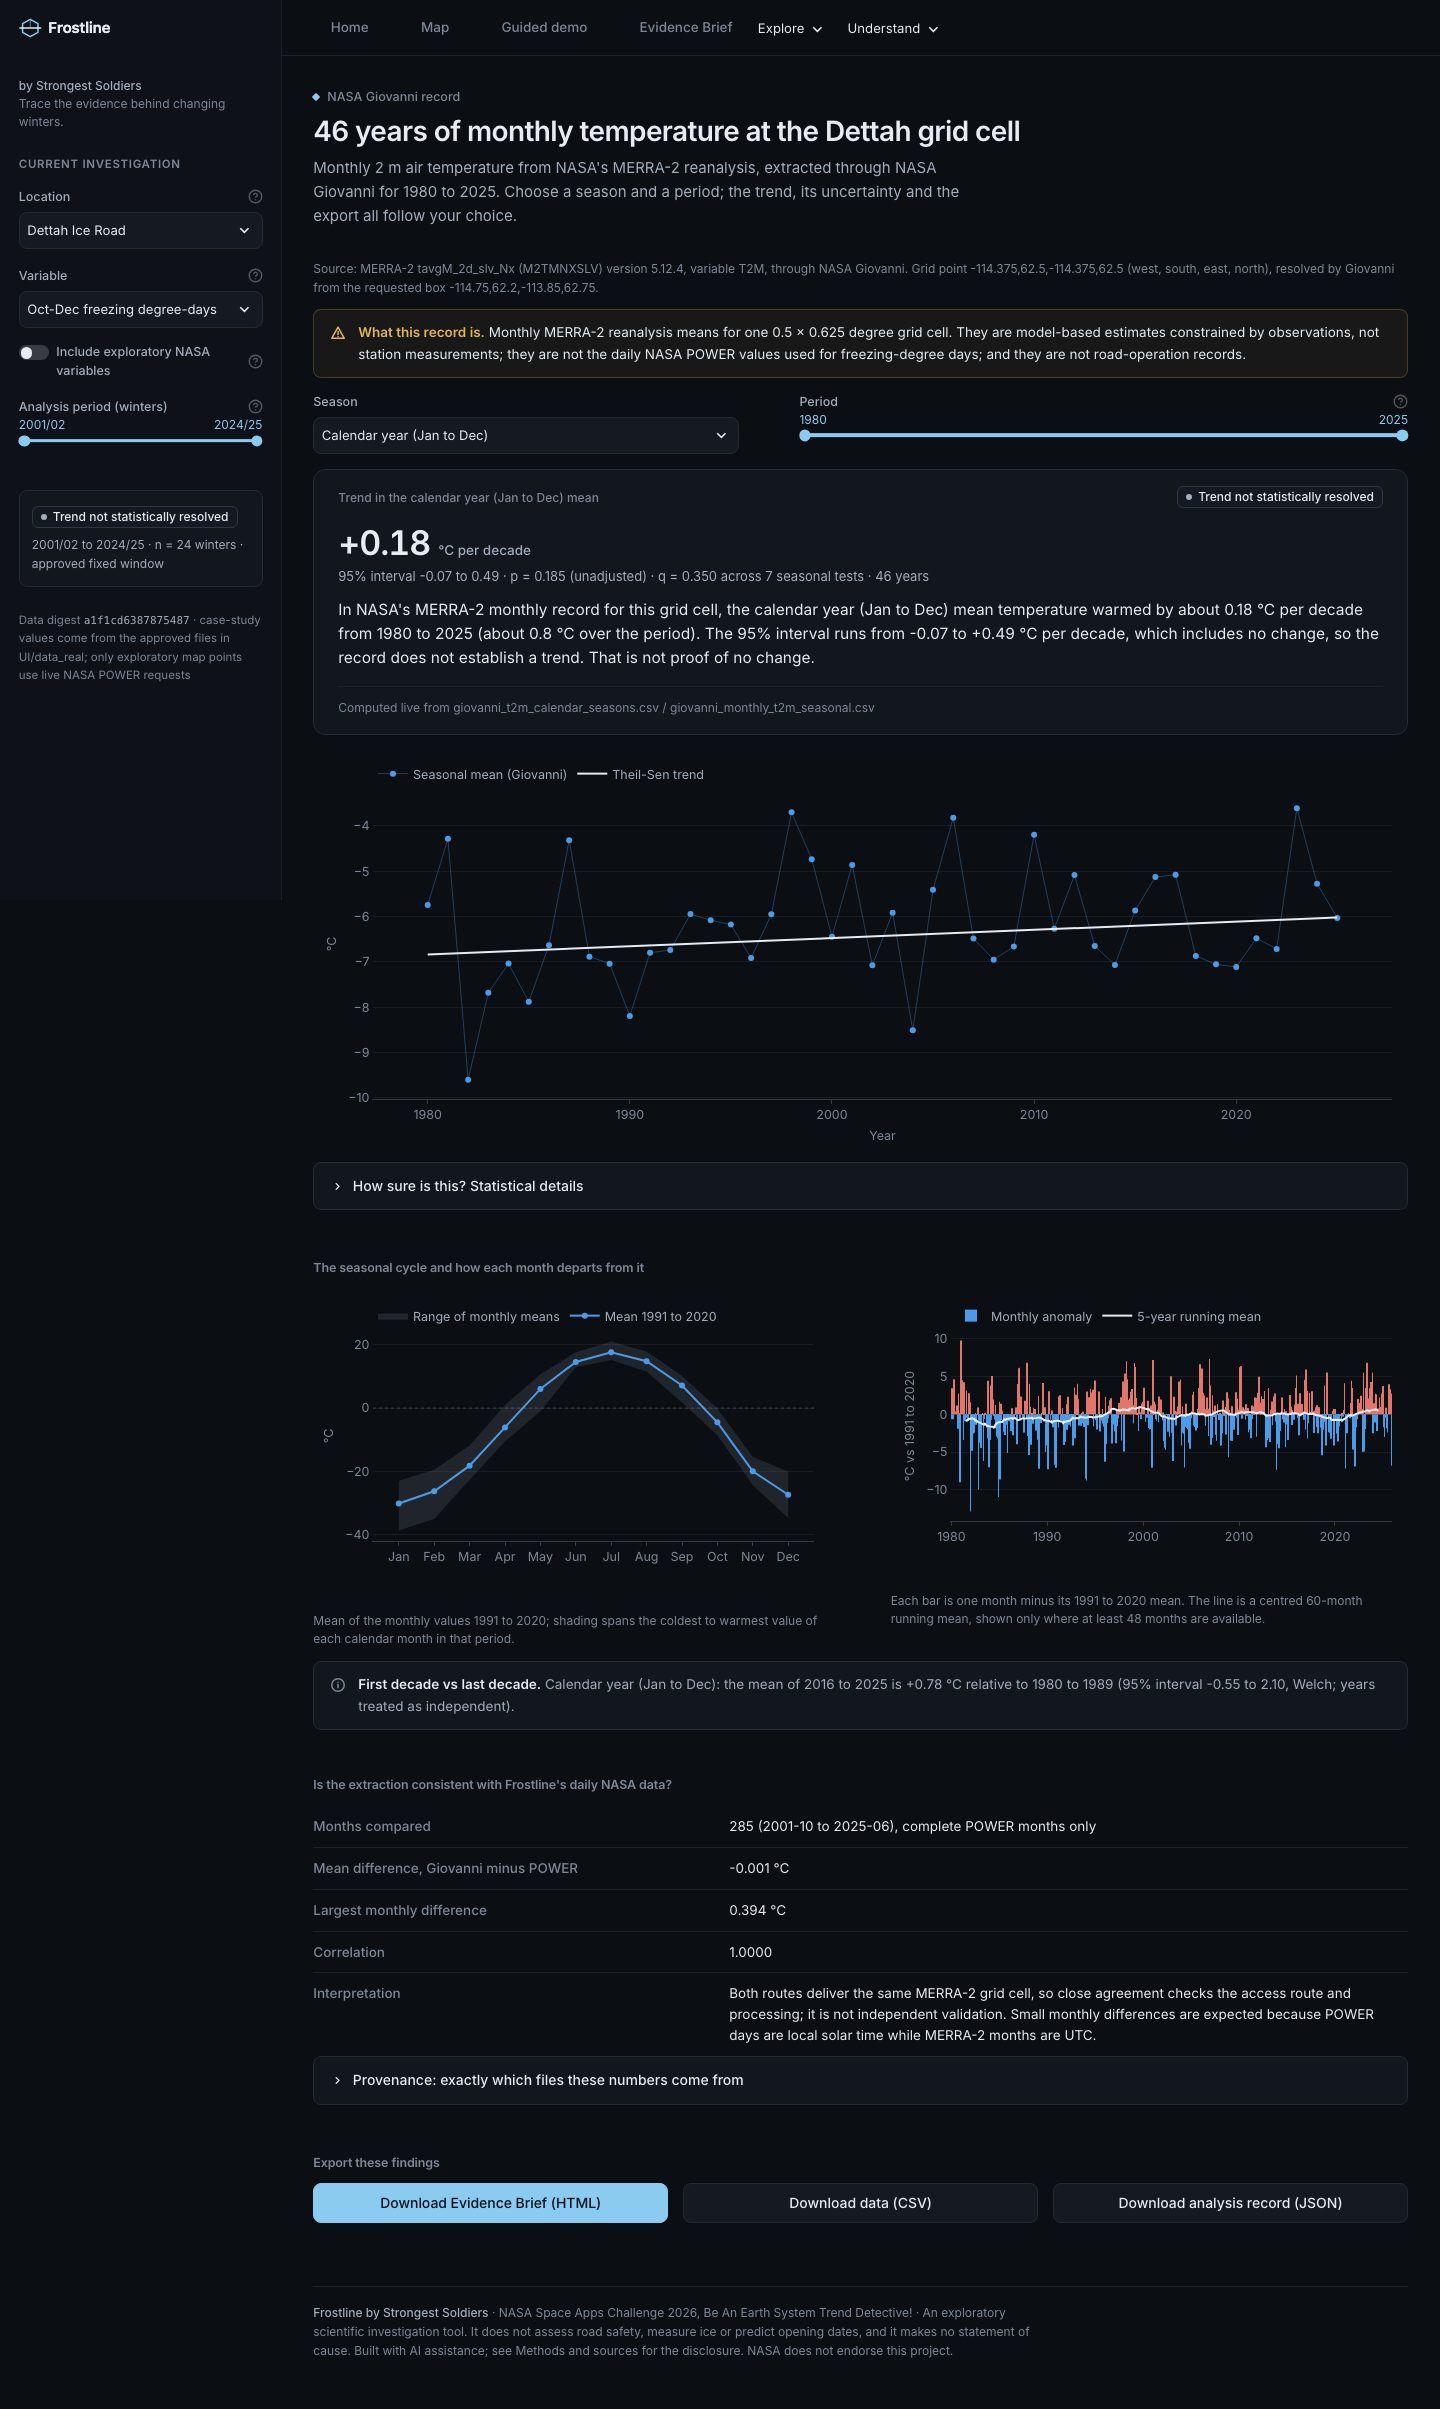 Frostline
by Strongest Soldiers
Trace the evidence behind changing
winters.
CURRENT INVESTIGATION
Location
Dettah Ice Road
Variable
Oct-Dec freezing degree-days
Include exploratory NASA
variables
Analysis period (winters)
2001/02 2024/25
Trend not statistically resolved
2001/02 to 2024/25 · n = 24 winters ·
approved fixed window
Data digest a1f1cd6387875487 · case-study
values come from the approved files in
UI/data_real; only exploratory map points
use live NASA POWER requests
Home Map Guided demo Evidence Brief Explore Understand
NASA Giovanni record
46 years of monthly temperature at the Dettah grid cell
Monthly 2 m air temperature from NASA's MERRA-2 reanalysis, extracted through NASA
Giovanni for 1980 to 2025. Choose a season and a period; the trend, its uncertainty and the
export all follow your choice.
Source: MERRA-2 tavgM_2d_slv_Nx (M2TMNXSLV) version 5.12.4, variable T2M, through NASA Giovanni. Grid point -114.375,62.5,-114.375,62.5 (west, south, east, north), resolved by Giovanni
from the requested box -114.75,62.2,-113.85,62.75.
What this record is. Monthly MERRA-2 reanalysis means for one 0.5 × 0.625 degree grid cell. They are model-based estimates constrained by observations, not
station measurements; they are not the daily NASA POWER values used for freezing-degree days; and they are not road-operation records.
Season
Calendar year (Jan to Dec)
Period
1980 2025
Trend in the calendar year (Jan to Dec) mean
Trend not statistically resolved
+0.18 °C per decade
95% interval -0.07 to 0.49 · p = 0.185 (unadjusted) · q = 0.350 across 7 seasonal tests · 46 years
In NASA's MERRA-2 monthly record for this grid cell, the calendar year (Jan to Dec) mean temperature warmed by about 0.18 °C per decade
from 1980 to 2025 (about 0.8 °C over the period). The 95% interval runs from -0.07 to +0.49 °C per decade, which includes no change, so the
record does not establish a trend. That is not proof of no change.
Computed live from giovanni_t2m_calendar_seasons.csv / giovanni_monthly_t2m_seasonal.csv
Seasonal mean (Giovanni) Theil-Sen trend
−4
−5
−6
−7
−8
−9
−10
°C
1980 1990 2000 2010 2020
Year
How sure is this? Statistical details
The seasonal cycle and how each month departs from it
Range of monthly means Mean 1991 to 2020
20
0
−20
−40
°C
Jan Feb Mar Apr May Jun Jul Aug Sep Oct Nov Dec
Mean of the monthly values 1991 to 2020; shading spans the coldest to warmest value of
each calendar month in that period.
Monthly anomaly 5-year running mean
10
5
0
−5
−10
°C vs 1991 to 2020
1980 1990 2000 2010 2020
Each bar is one month minus its 1991 to 2020 mean. The line is a centred 60-month
running mean, shown only where at least 48 months are available.
First decade vs last decade. Calendar year (Jan to Dec): the mean of 2016 to 2025 is +0.78 °C relative to 1980 to 1989 (95% interval -0.55 to 2.10, Welch; years
treated as independent).
Is the extraction consistent with Frostline's daily NASA data?
Months compared 285 (2001-10 to 2025-06), complete POWER months only
Mean difference, Giovanni minus POWER -0.001 °C
Largest monthly difference 0.394 °C
Correlation 1.0000
Interpretation Both routes deliver the same MERRA-2 grid cell, so close agreement checks the access route and
processing; it is not independent validation. Small monthly differences are expected because POWER
days are local solar time while MERRA-2 months are UTC.
Provenance: exactly which files these numbers come from
Export these findings
Download Evidence Brief (HTML) Download data (CSV) Download analysis record (JSON)
Frostline by Strongest Soldiers · NASA Space Apps Challenge 2026, Be An Earth System Trend Detective! · An exploratory
scientific investigation tool. It does not assess road safety, measure ice or predict opening dates, and it makes no statement of
cause. Built with AI assistance; see Methods and sources for the disclosure. NASA does not endorse this project.